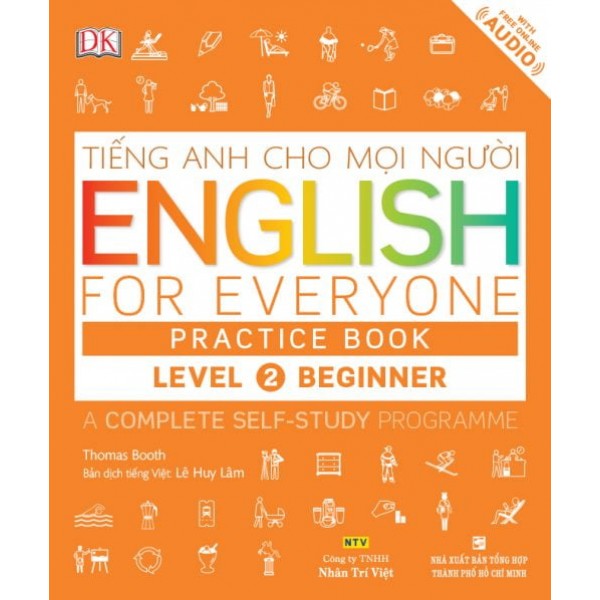 DK
WITH
FREE ONLINE
AUDIO
TIẾNG ANH CHO MỌI NGƯỜI
ENGLISH
FOR EVERYONE
PRACTICE BOOK
LEVEL 2 BEGINNER
A COMPLETE SELF-STUDY PROGRAMME
Thomas Booth
Bản dịch tiếng Việt: Lê Huy Lâm
NTV
Công ty TNHH
Nhân Trí Việt
NHÀ XUẤT BẢN TỔNG HỢP
THÀNH PHỐ HỒ CHÍ MINH